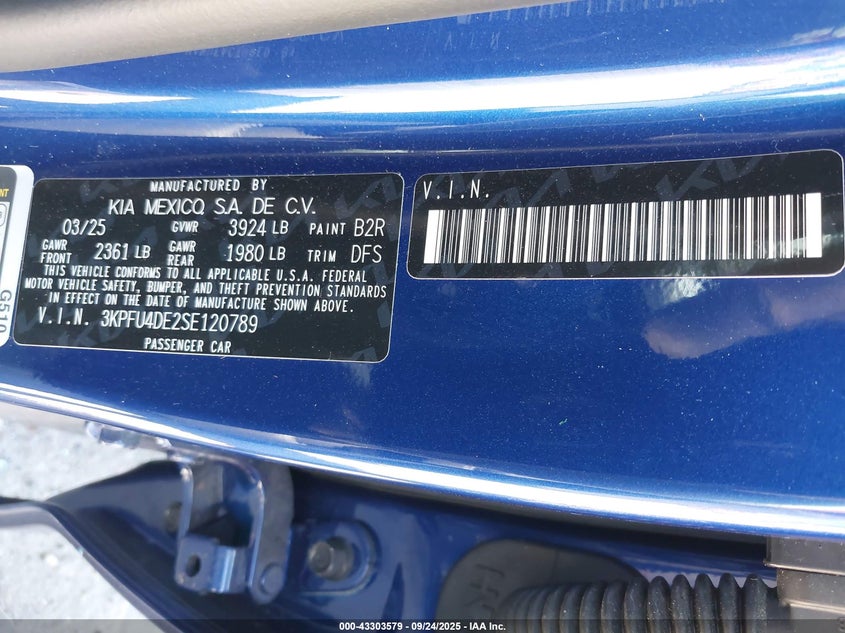 MANUFACTURED BY
KIA MEXICO, S.A. DE C.V.
03/25 GVWR 3924 LB PAINT B2R
GAWR FRONT 2361 LB GAWR REAR 1980 LB TRIM DFS
THIS VEHICLE CONFORMS TO ALL APPLICABLE U.S.A. FEDERAL
MOTOR VEHICLE SAFETY, BUMPER, AND THEFT PREVENTION STANDARDS
IN EFFECT ON THE DATE OF MANUFACTURE SHOWN ABOVE.
V.I.N. 3KPFU4DE2SE120789
PASSENGER CAR
V.I.N.
G510
000-43303579 - 09/24/2025 - IAA Inc.